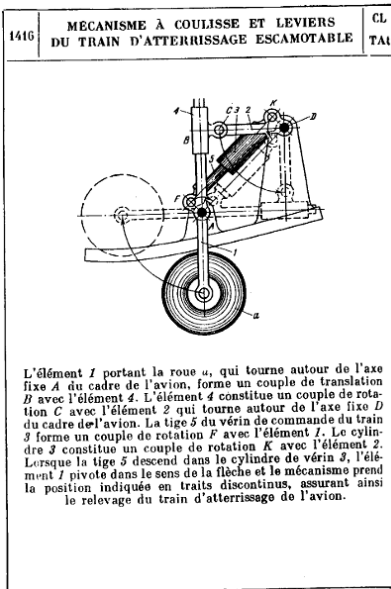 1416
MÉCANISME À COULISSE ET LEVIERS
DU TRAIN D'ATTERRISSAGE ESCAMOTABLE
CL
TAL
4
C
3
2
K
D
B
5
F
A
1
a
L'élément 1 portant la roue a, qui tourne autour de l'axe
fixe A du cadre de l'avion, forme un couple de translation
B avec l'élément 4. L'élément 4 constitue un couple de rota-
tion C avec l'élément 2 qui tourne autour de l'axe fixe D
du cadre de l'avion. La tige 5 du vérin de commande du train
3 forme un couple de rotation F avec l'élément 1. Le cylin-
dre 3 constitue un couple de rotation K avec l'élément 2.
Lorsque la tige 5 descend dans le cylindre de vérin 3, l'élé-
ment 1 pivote dans le sens de la flèche et le mécanisme prend
la position indiquée en traits discontinus, assurant ainsi
le relevage du train d'atterrissage de l'avion.